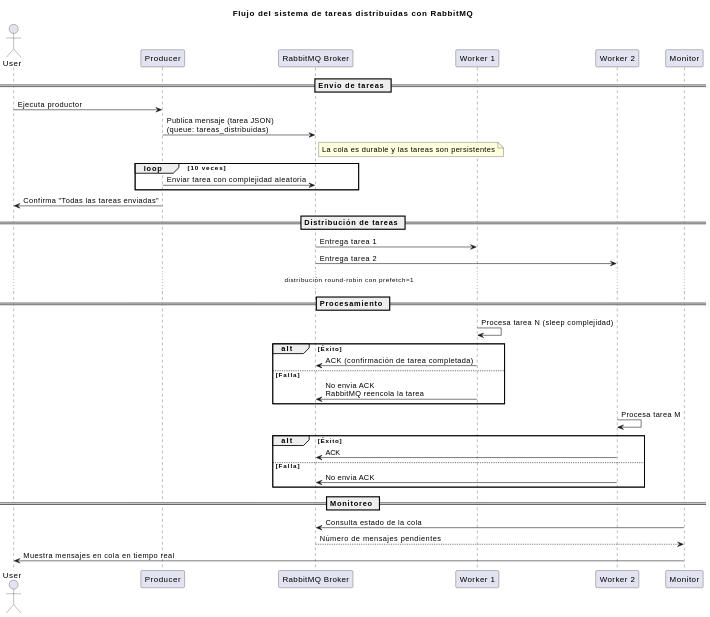 Flujo del sistema de tareas distribuidas con RabbitMQ
User
Producer
RabbitMQ Broker
Worker 1
Worker 2
Monitor
Envío de tareas
Ejecuta productor
Publica mensaje (tarea JSON)
(queue: tareas_distribuidas)
La cola es durable y las tareas son persistentes
loop
[10 veces]
Enviar tarea con complejidad aleatoria
Confirma "Todas las tareas enviadas"
Distribución de tareas
Entrega tarea 1
Entrega tarea 2
distribución round-robin con prefetch=1
Procesamiento
Procesa tarea N (sleep complejidad)
alt
[Éxito]
ACK (confirmación de tarea completada)
[Falla]
No envia ACK
RabbitMQ reencola la tarea
Procesa tarea M
alt
[Éxito]
ACK
[Falla]
No envia ACK
Monitoreo
Consulta estado de la cola
Número de mensajes pendientes
Muestra mensajes en cola en tiempo real
User
Producer
RabbitMQ Broker
Worker 1
Worker 2
Monitor